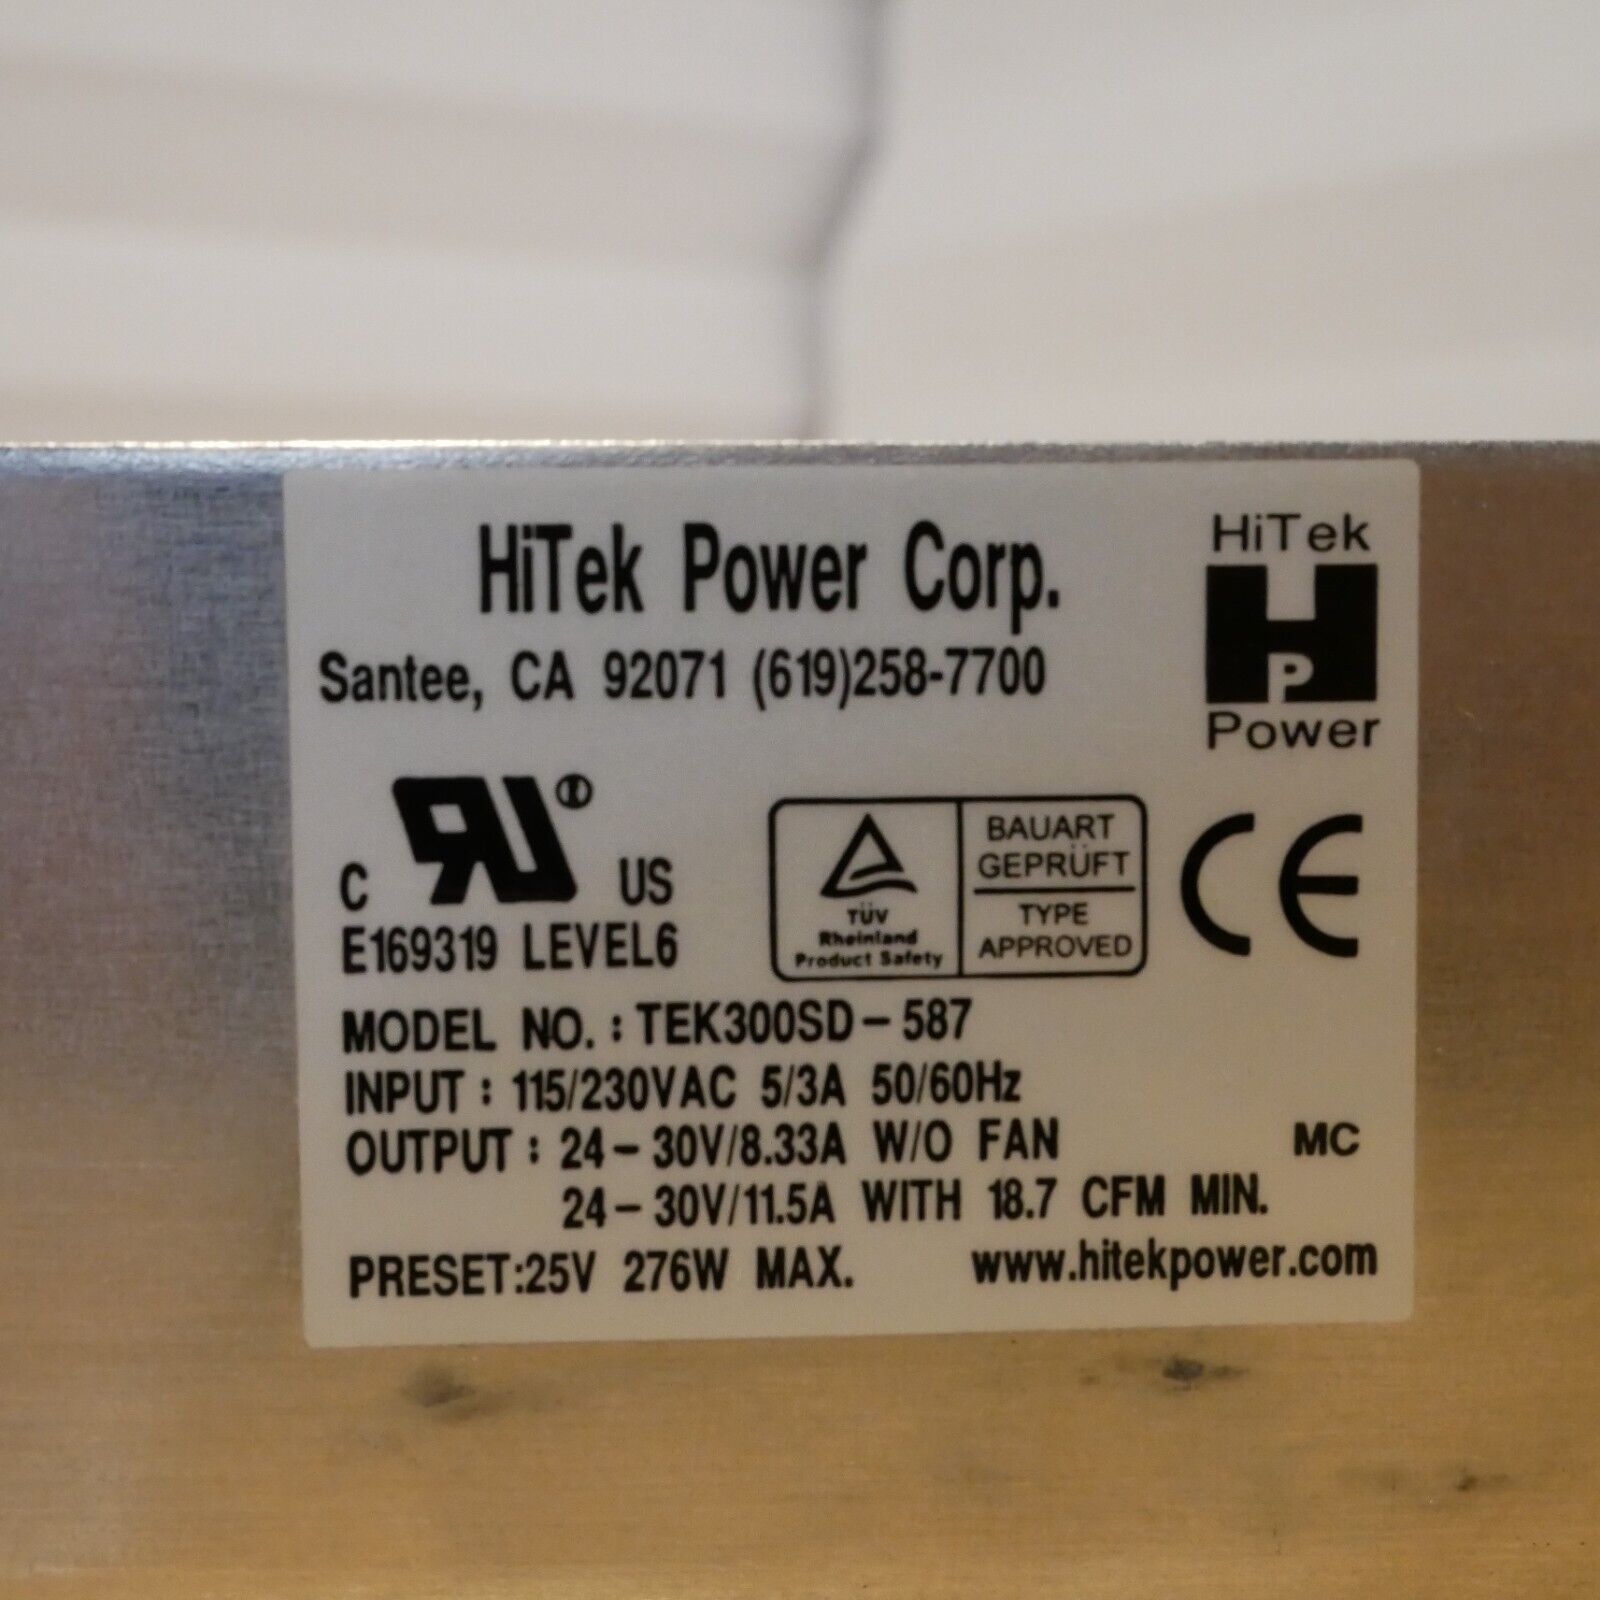 HiTek Power Corp.
Santee, CA 92071 (619)258-7700
HiTek
HP
Power
C RU ® US
E169319 LEVEL6
TÜV
Rheinland
Product Safety
BAUART
GEPRÜFT
TYPE
APPROVED
CE
MODEL NO.: TEK300SD-587
INPUT: 115/230VAC 5/3A 50/60Hz
OUTPUT: 24-30V/8.33A W/O FAN
MC
24-30V/11.5A WITH 18.7 CFM MIN.
PRESET:25V 276W MAX.
www.hitekpower.com